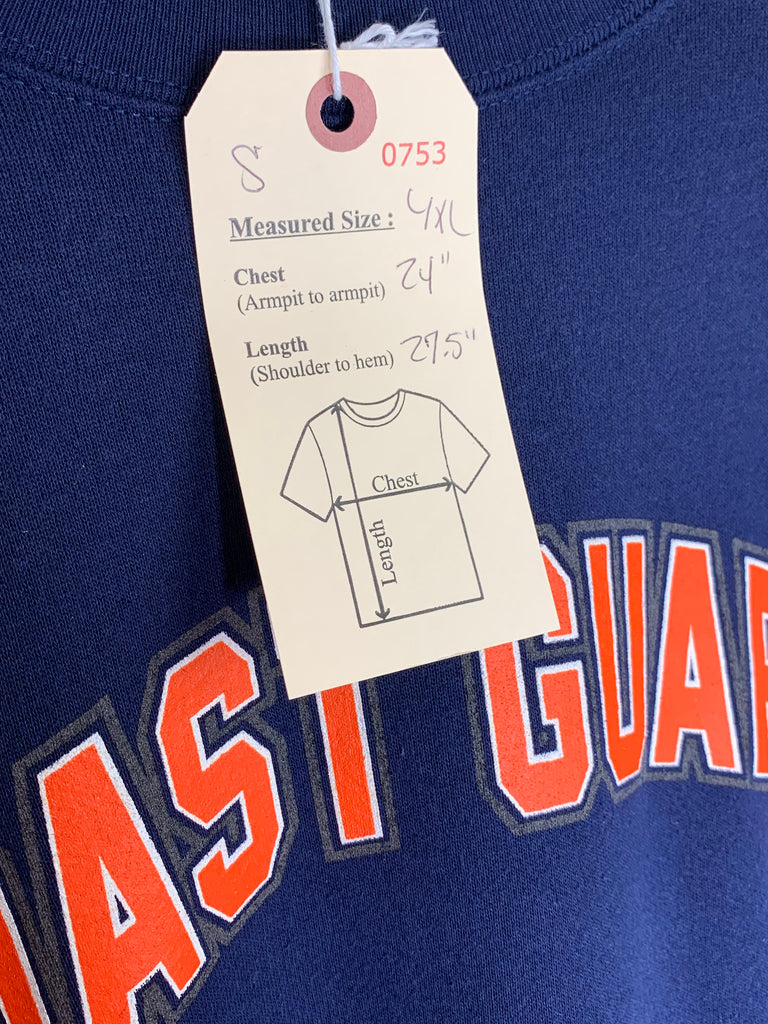 S 0753
Measured Size : 4XL
Chest 24"
(Armpit to armpit)
Length 27.5"
(Shoulder to hem)
Chest
Length
AST GUA